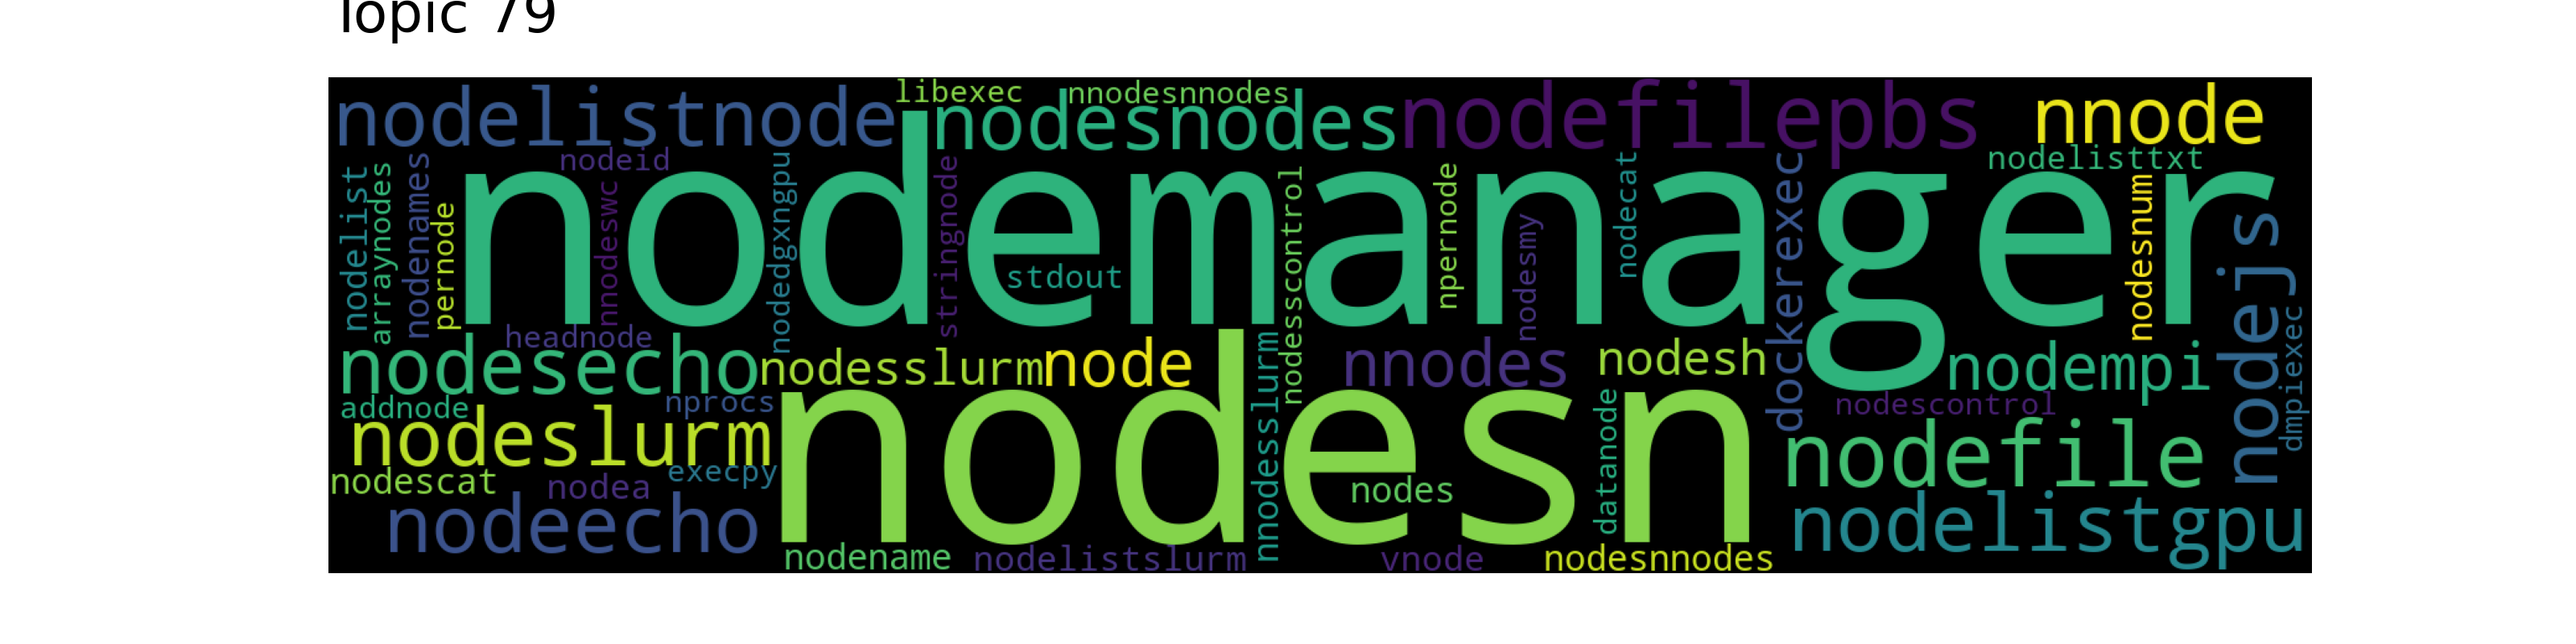 Topic 79
nodelistnode
libexec
nnodesnnodes
nodesnodes
nodefilepbs
nnode
nodeid
nodelisttxt
nodelist
arraynodes
nodenames
pernode
nodemanager
nnodeswc
nodedgxngpu
stringnode
stdout
nodesscontrol
npernode
nodesmy
nodecat
dockerexec
nodesnum
nodejs
dmpiexec
headnode
nodesecho
nodesslurm
node
nnodes
nodesh
nodempi
addnode
nprocs
nodescontrol
nodeslurm
nodesn
nnodesslurm
datanode
nodefile
nodescat
nodea
execpy
nodes
nodeecho
nodelistgpu
nodename
nodelistslurm
vnode
nodesnnodes